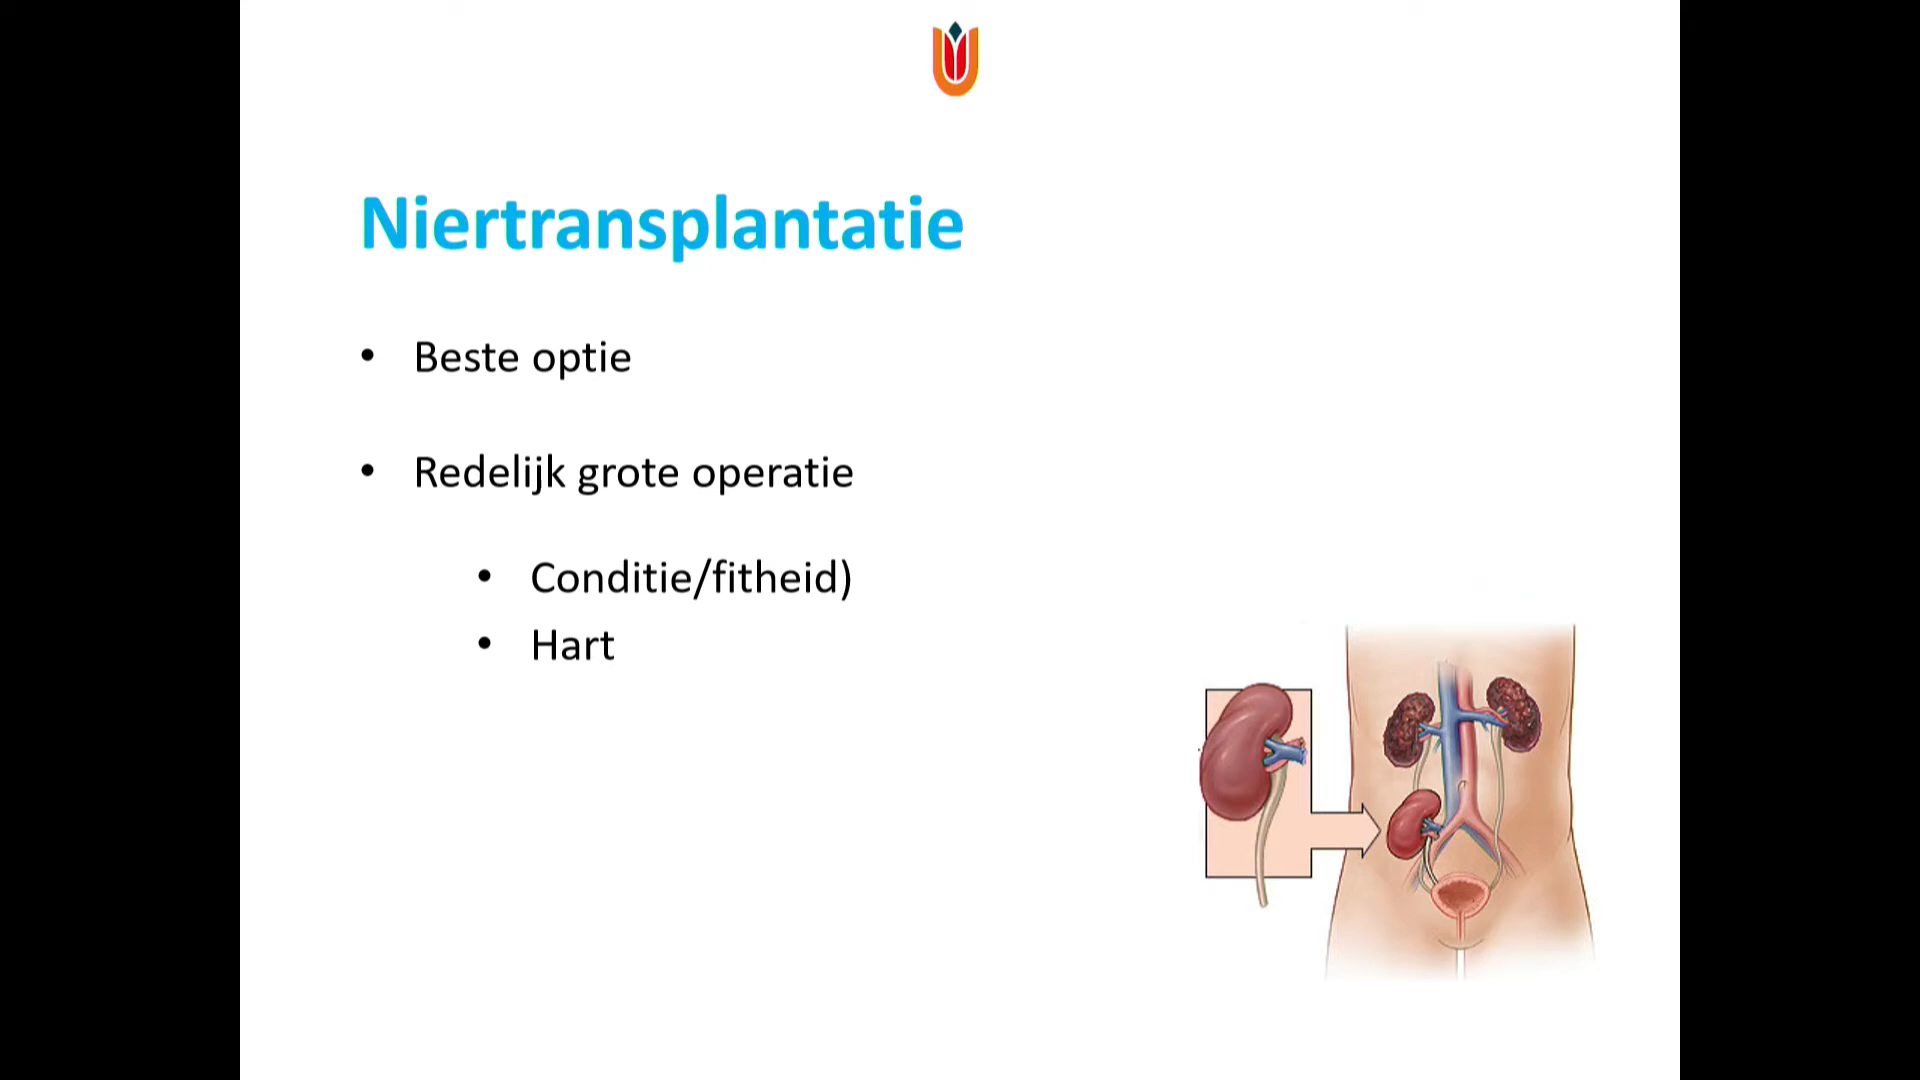 Niertransplantatie
• Beste optie
• Redelijk grote operatie
• Conditie/fitheid)
• Hart